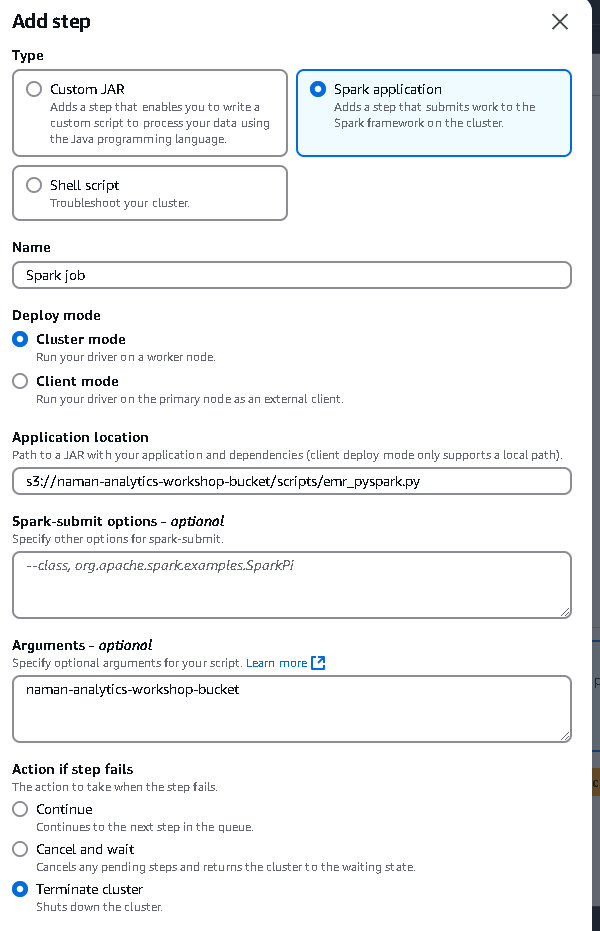 Add step
Type
Custom JAR
Adds a step that enables you to write a
custom script to process your data using
the Java programming language.
Spark application
Adds a step that submits work to the
Spark framework on the cluster.
Shell script
Troubleshoot your cluster.
Name
Spark job
Deploy mode
Cluster mode
Run your driver on a worker node.
Client mode
Run your driver on the primary node as an external client.
Application location
Path to a JAR with your application and dependencies (client deploy mode only supports a local path).
s3://naman-analytics-workshop-bucket/scripts/emr_pyspark.py
Spark-submit options - optional
Specify other options for spark-submit.
--class, org.apache.spark.examples.SparkPi
Arguments - optional
Specify optional arguments for your script. Learn more
naman-analytics-workshop-bucket
Action if step fails
The action to take when the step fails.
Continue
Continues to the next step in the queue.
Cancel and wait
Cancels any pending steps and returns the cluster to the waiting state.
Terminate cluster
Shuts down the cluster.